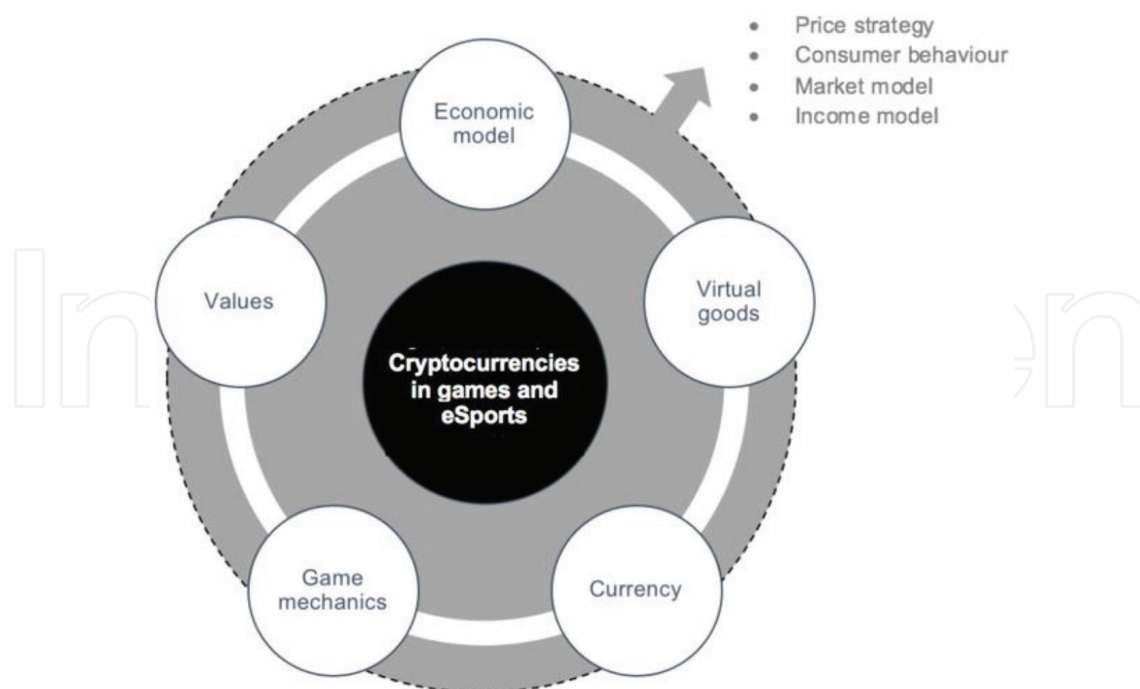 • Price strategy
• Consumer behaviour
• Market model
• Income model
Economic
model
Values
Virtual
goods
Cryptocurrencies
in games and
eSports
Game
mechanics
Currency